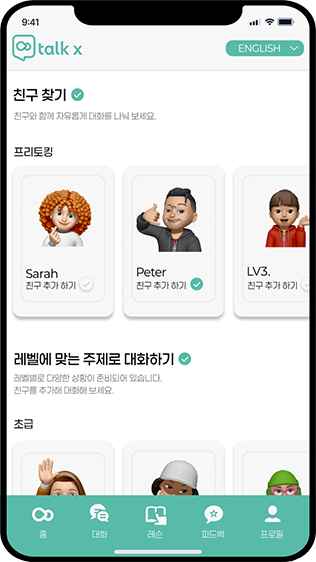 9:41
talk x
ENGLISH
친구 찾기
친구와 함께 자유롭게 대화를 나눠 보세요.
프리토킹
Sarah
친구 추가 하기
Peter
친구 추가 하기
LV3.
친구 추가 하기
레벨에 맞는 주제로 대화하기
레벨별로 다양한 상황이 준비되어 있습니다.
친구를 추가해 대화해 보세요.
초급
홈
대화
레슨
피드백
프로필